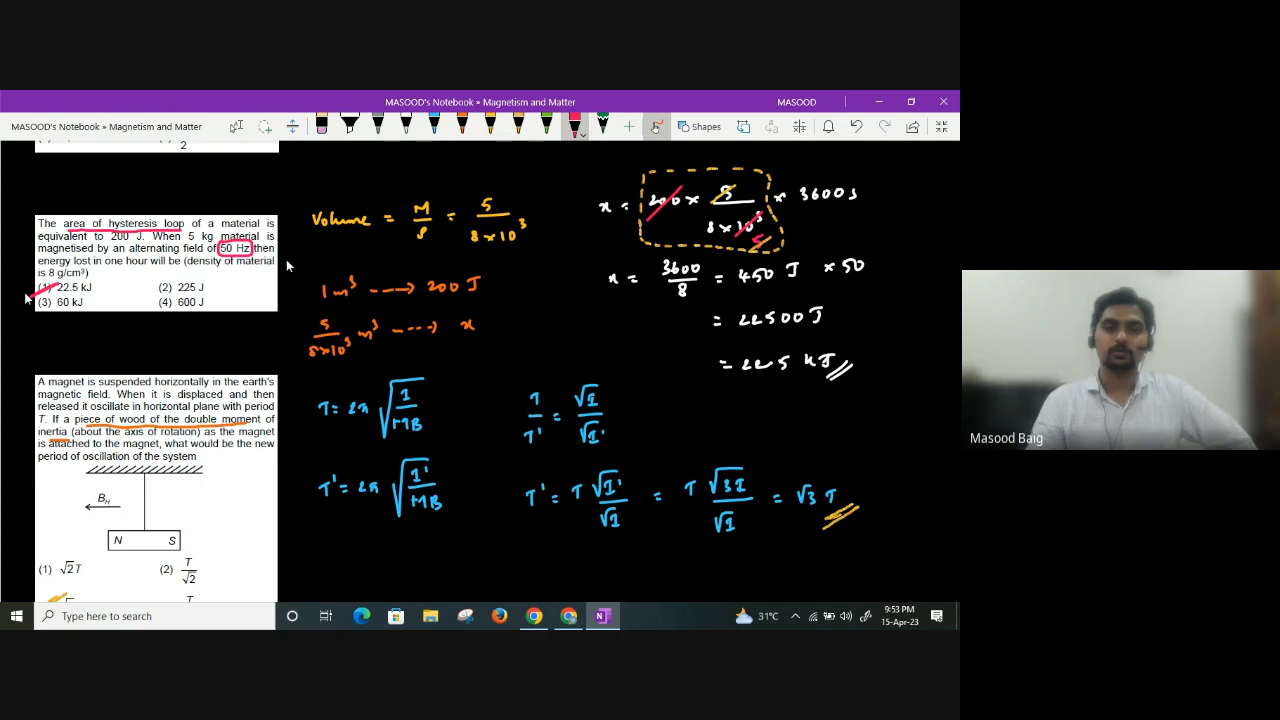 MASOOD's Notebook » Magnetism and Matter
MASOOD
MASOOD's Notebook » Magnetism and Matter
Shapes
2
The area of hysteresis loop of a material is
equivalent to 200 J. When 5 kg material is
magnetised by an alternating field of 50 Hz then
energy lost in one hour will be (density of material
is 8 g/cm³)
(1) 22.5 kJ (2) 225 J
(3) 60 kJ (4) 600 J
Volume = M/ρ = 5/8×10³
1m³ ----> 200 J
5/8×10³ m³ ----> x
x = 200 × 5/8×10³ × 3600s
5
x = 3600/8 = 450 J ×50
= 22500J
= 22.5 kJ
A magnet is suspended horizontally in the earth's
magnetic field. When it is displaced and then
released it oscillate in horizontal plane with period
T. If a piece of wood of the double moment of
inertia (about the axis of rotation) as the magnet
is attached to the magnet, what would be the new
period of oscillation of the system
B_H
N S
(1) √2T (2) T/√2
T = 2π √(I/MB)
T' = 2π √(I'/MB)
T/T' = √I/√I'
T' = T √I'/√I = T √3I/√I = √3 T
Masood Baig
Type here to search
31°C
9:53 PM
15-Apr-23